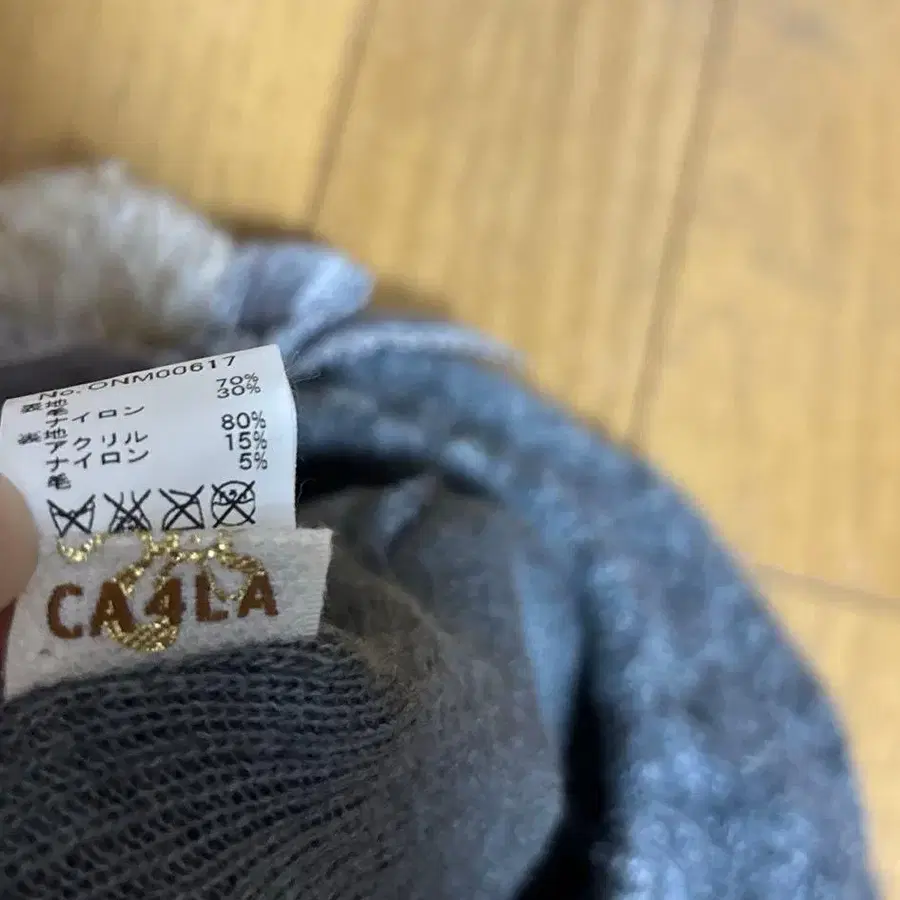 No. ONM00617
表地
毛 70%
ナイロン 30%
裏地
アクリル 80%
ナイロン 15%
毛 5%
CA4LA